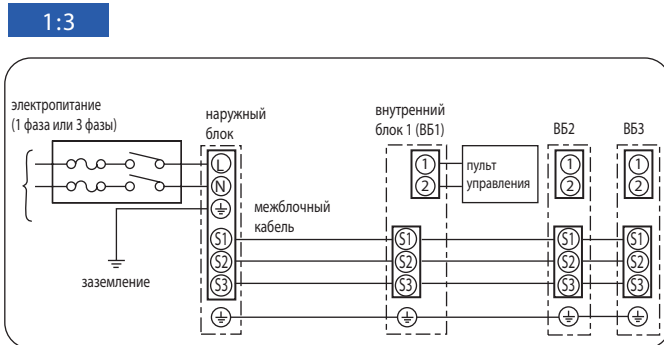 1:3
электропитание
(1 фаза или 3 фазы)
наружный
блок
внутренний
блок 1 (ВБ1)
ВБ2
ВБ3
L
N
S1
S2
S3
межблочный
кабель
заземление
1
2
пульт
управления
S1
S2
S3
1
2
S1
S2
S3
1
2
S1
S2
S3